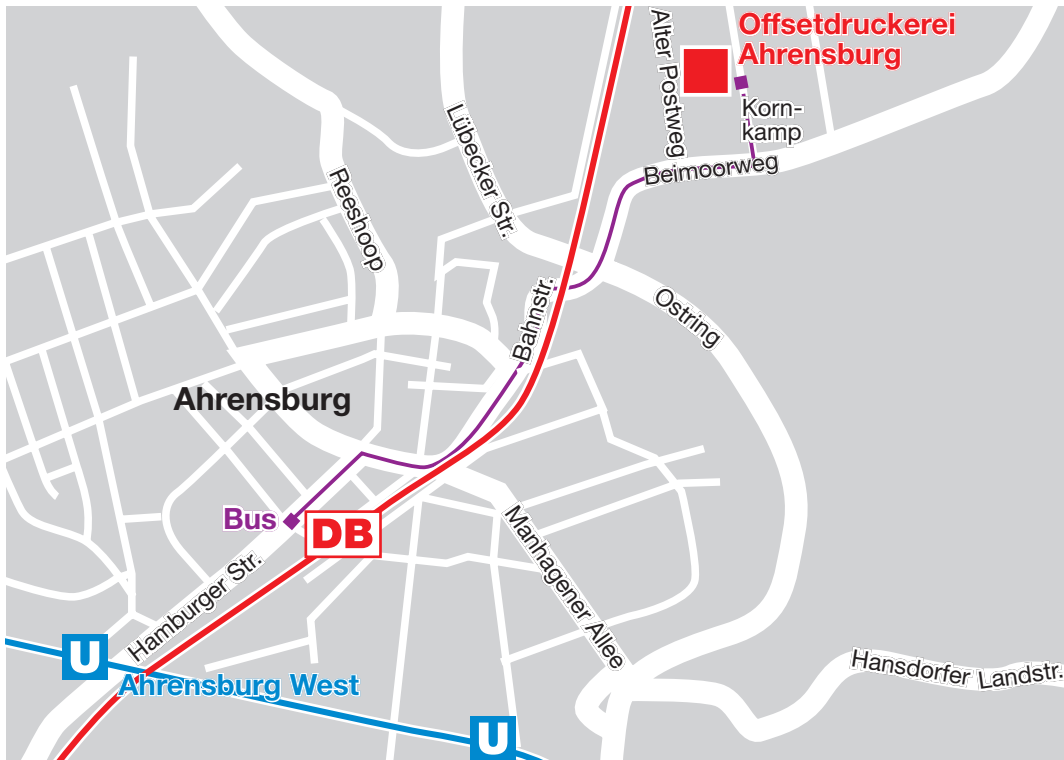 Offsetdruckerei
Ahrensburg
Alter Postweg
Korn-
kamp
Beimoorweg
Lübecker Str.
Reeshoop
Bahnstr.
Ostring
Ahrensburg
Bus
DB
Manhagener Allee
Hamburger Str.
U
Ahrensburg West
Hansdorfer Landstr.
U